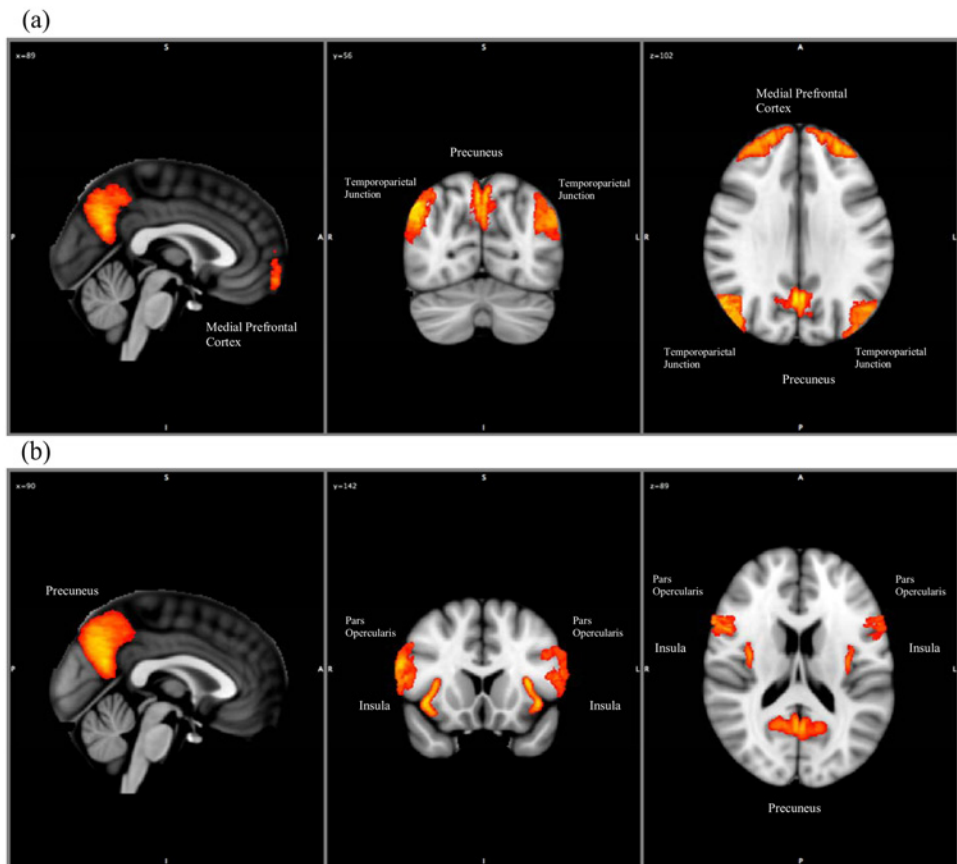 (a)
x=89
S
P
A
I
Medial Prefrontal
Cortex
y=56
S
Precuneus
Temporoparietal
Junction
Temporoparietal
Junction
R
L
I
z=102
A
Medial Prefrontal
Cortex
R
L
Temporoparietal
Junction
Temporoparietal
Junction
Precuneus
P
(b)
x=90
S
Precuneus
P
A
I
y=142
S
Pars
Opercularis
Pars
Opercularis
R
L
Insula
Insula
I
z=89
A
Pars
Opercularis
Pars
Opercularis
Insula
Insula
R
L
Precuneus
P